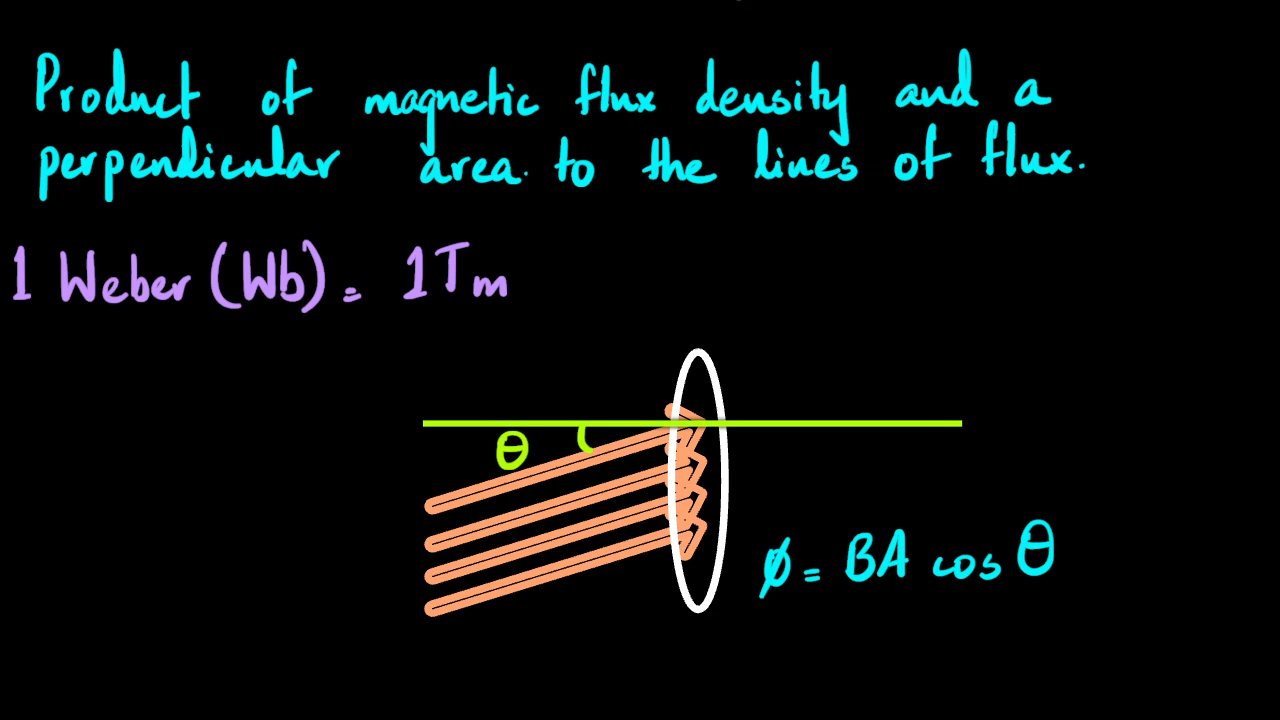 Product of magnetic flux density and a
perpendicular area. to the lines of flux.
1 Weber (Wb) = 1Tm
θ
ϕ = BA cos θ